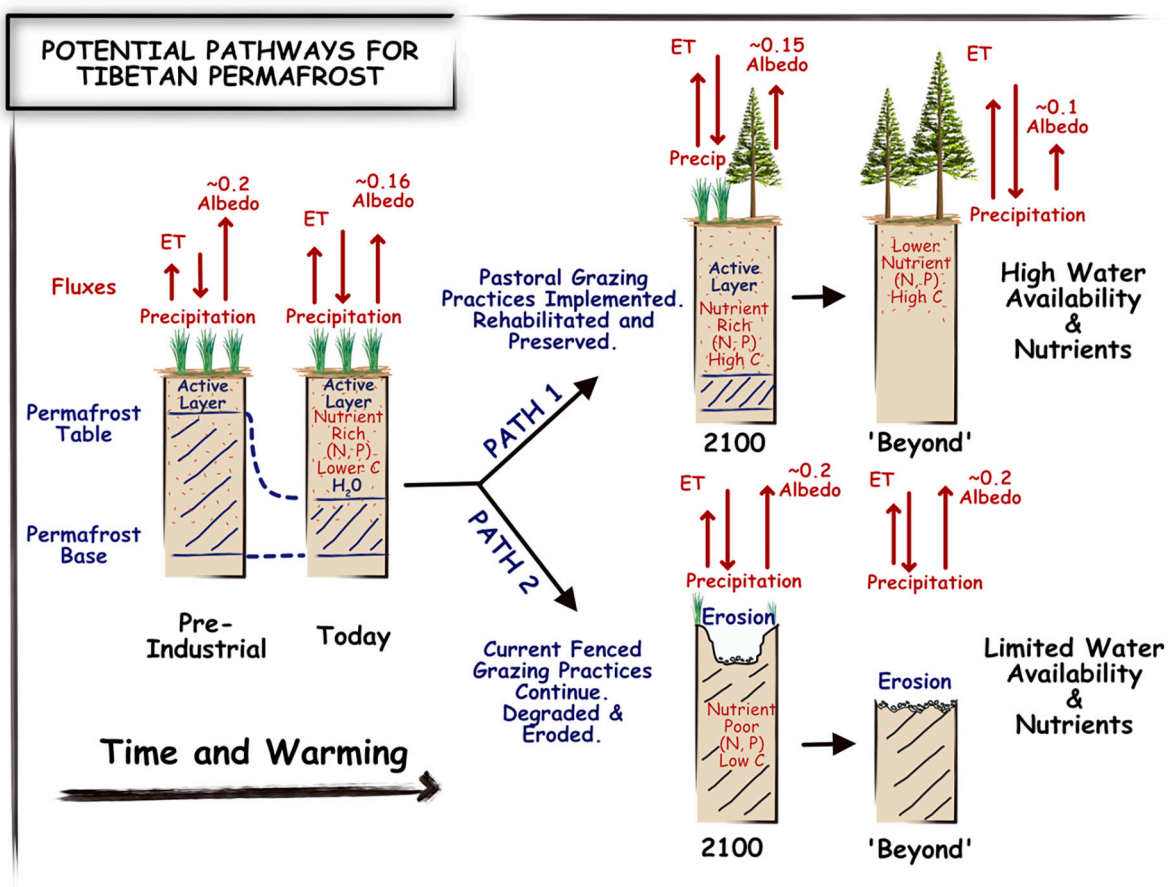 POTENTIAL PATHWAYS FOR
TIBETAN PERMAFROST
Fluxes
~0.2
Albedo
ET
Precipitation
Active
Layer
Permafrost
Table
Permafrost
Base
Pre-
Industrial
~0.16
Albedo
ET
Precipitation
Active
Layer
Nutrient
Rich
(N, P)
Lower C
H₂O
Today
Time and Warming
PATH 1
Pastoral Grazing
Practices Implemented.
Rehabilitated and
Preserved.
ET
~0.15
Albedo
Precip.
Active
Layer
Nutrient
Rich
(N, P)
High C
2100
ET
~0.1
Albedo
Precipitation
Lower
Nutrient
(N, P)
High C
'Beyond'
High Water
Availability
&
Nutrients
PATH 2
Current Fenced
Grazing Practices
Continue.
Degraded &
Eroded.
ET
~0.2
Albedo
Precipitation
Erosion
Nutrient
Poor
(N, P)
Low C
2100
ET
~0.2
Albedo
Precipitation
Erosion
'Beyond'
Limited Water
Availability
&
Nutrients